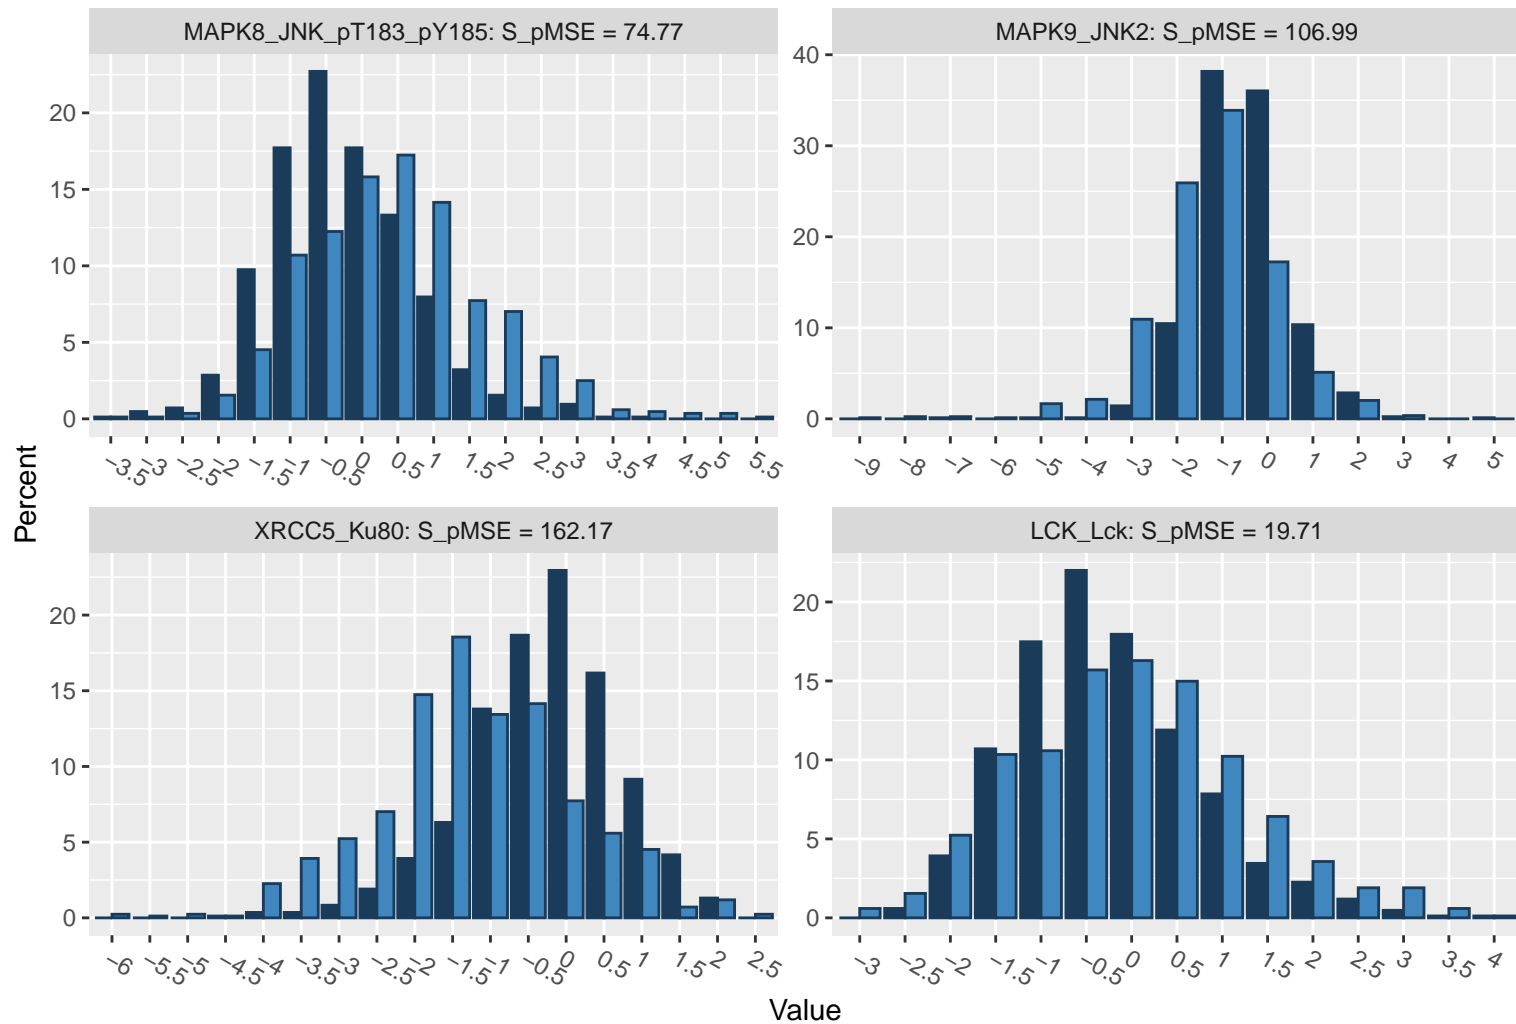 MAPK8_JNK_pT183_pY185: S_pMSE = 74.77
20
15
10
5
0
−3.5 −3 −2.5 −2 −1.5 −1 −0.5 0 0.5 1 1.5 2 2.5 3 3.5 4 4.5 5 5.5
MAPK9_JNK2: S_pMSE = 106.99
40
30
20
10
0
−9 −8 −7 −6 −5 −4 −3 −2 −1 0 1 2 3 4 5
Percent
XRCC5_Ku80: S_pMSE = 162.17
20
15
10
5
0
−6 −5.5 −5 −4.5 −4 −3.5 −3 −2.5 −2 −1.5 −1 −0.5 0 0.5 1 1.5 2 2.5
LCK_Lck: S_pMSE = 19.71
20
15
10
5
0
−3 −2.5 −2 −1.5 −1 −0.5 0 0.5 1 1.5 2 2.5 3 3.5 4
Value